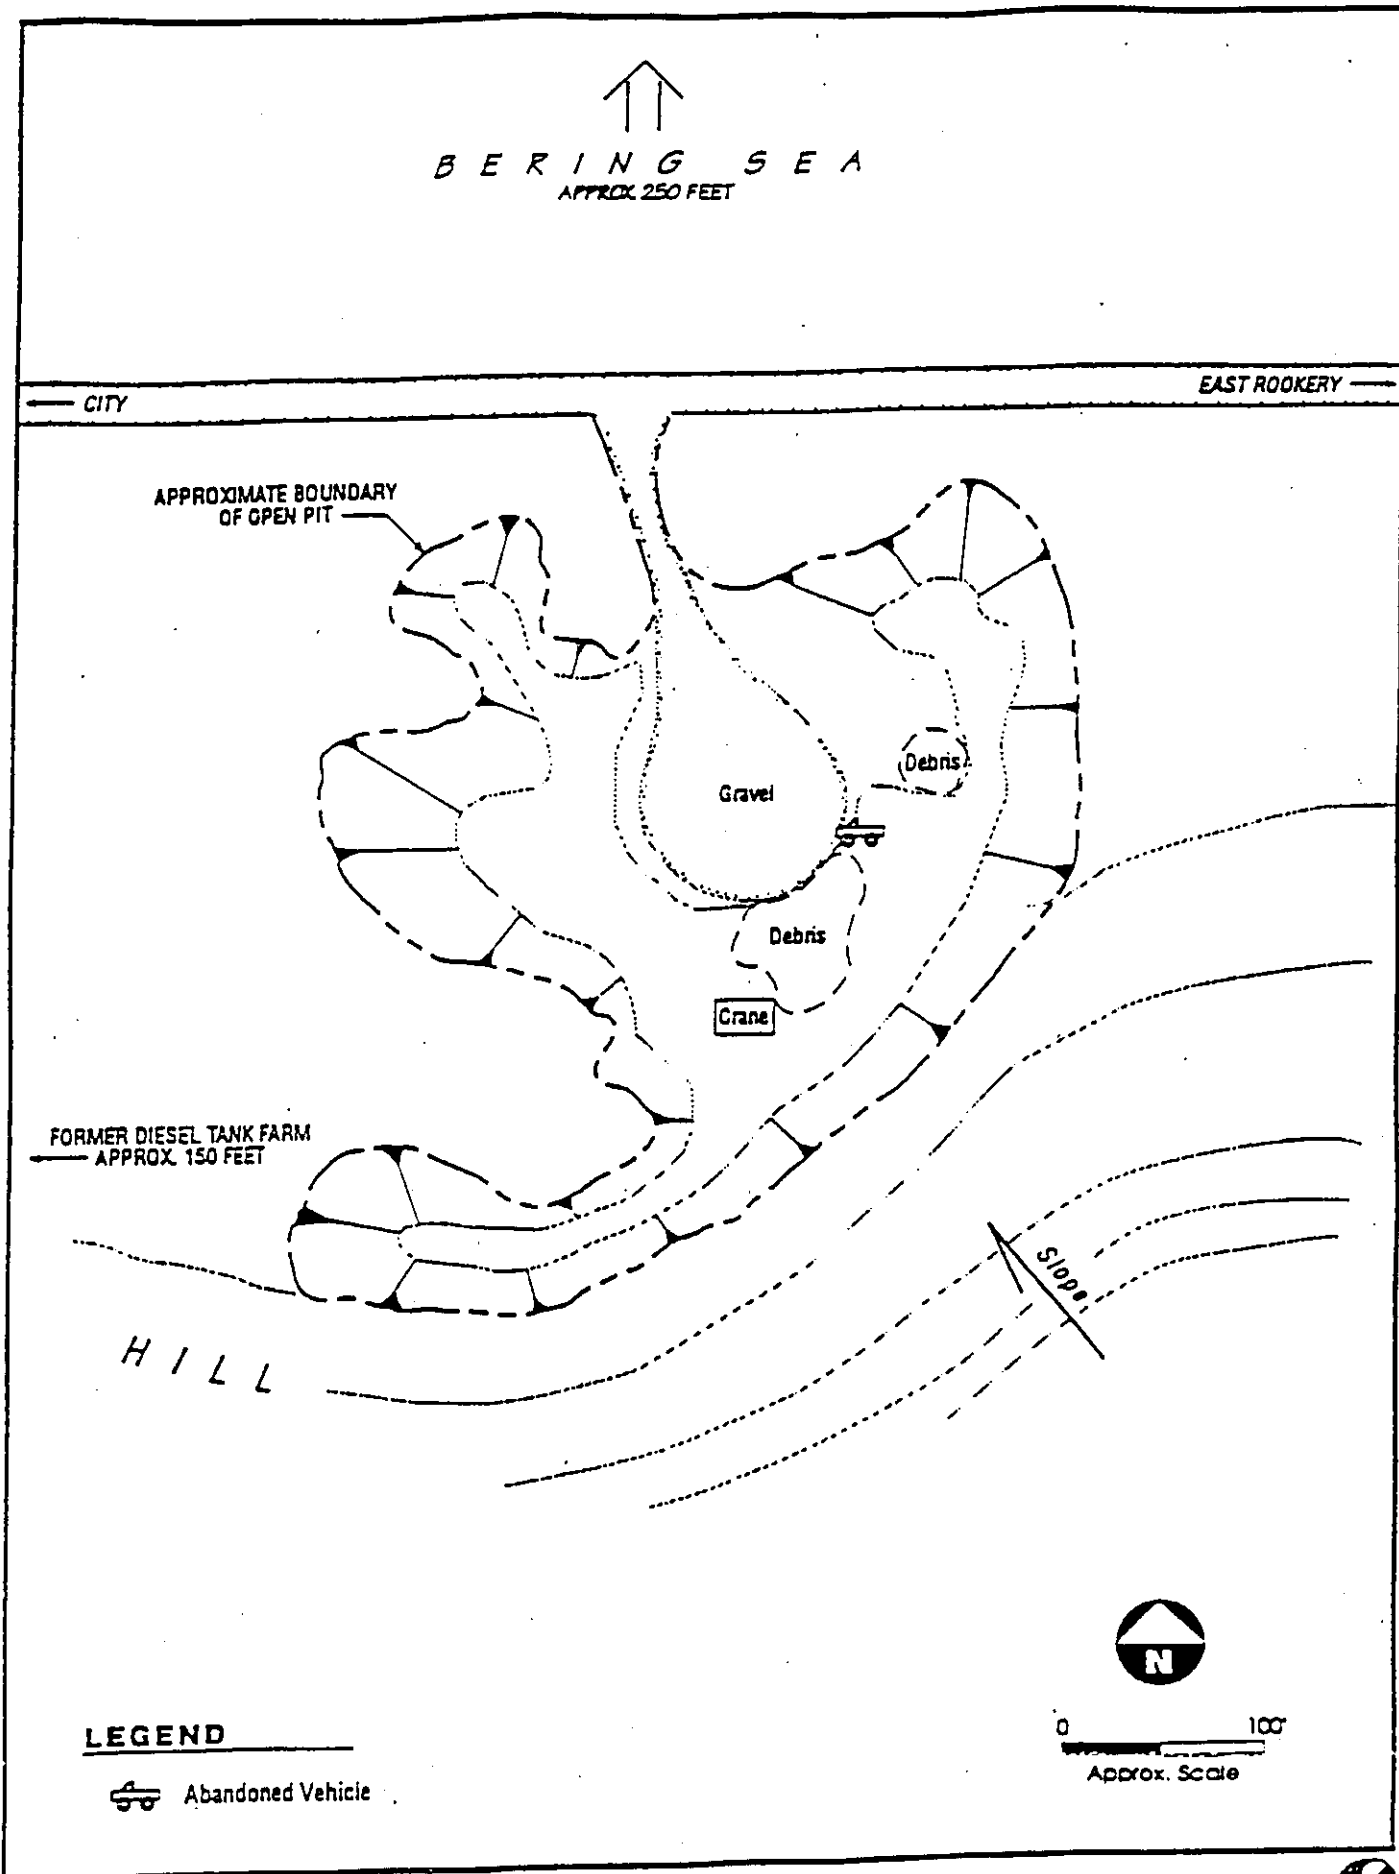 BERING SEA
APPROX. 250 FEET
EAST ROOKERY
CITY
APPROXIMATE BOUNDARY
OF OPEN PIT
Debris
Gravel
Debris
Crane
FORMER DIESEL TANK FARM
APPROX. 150 FEET
Slope
HILL
N
0 100'
Approx. Scale
LEGEND
Abandoned Vehicle